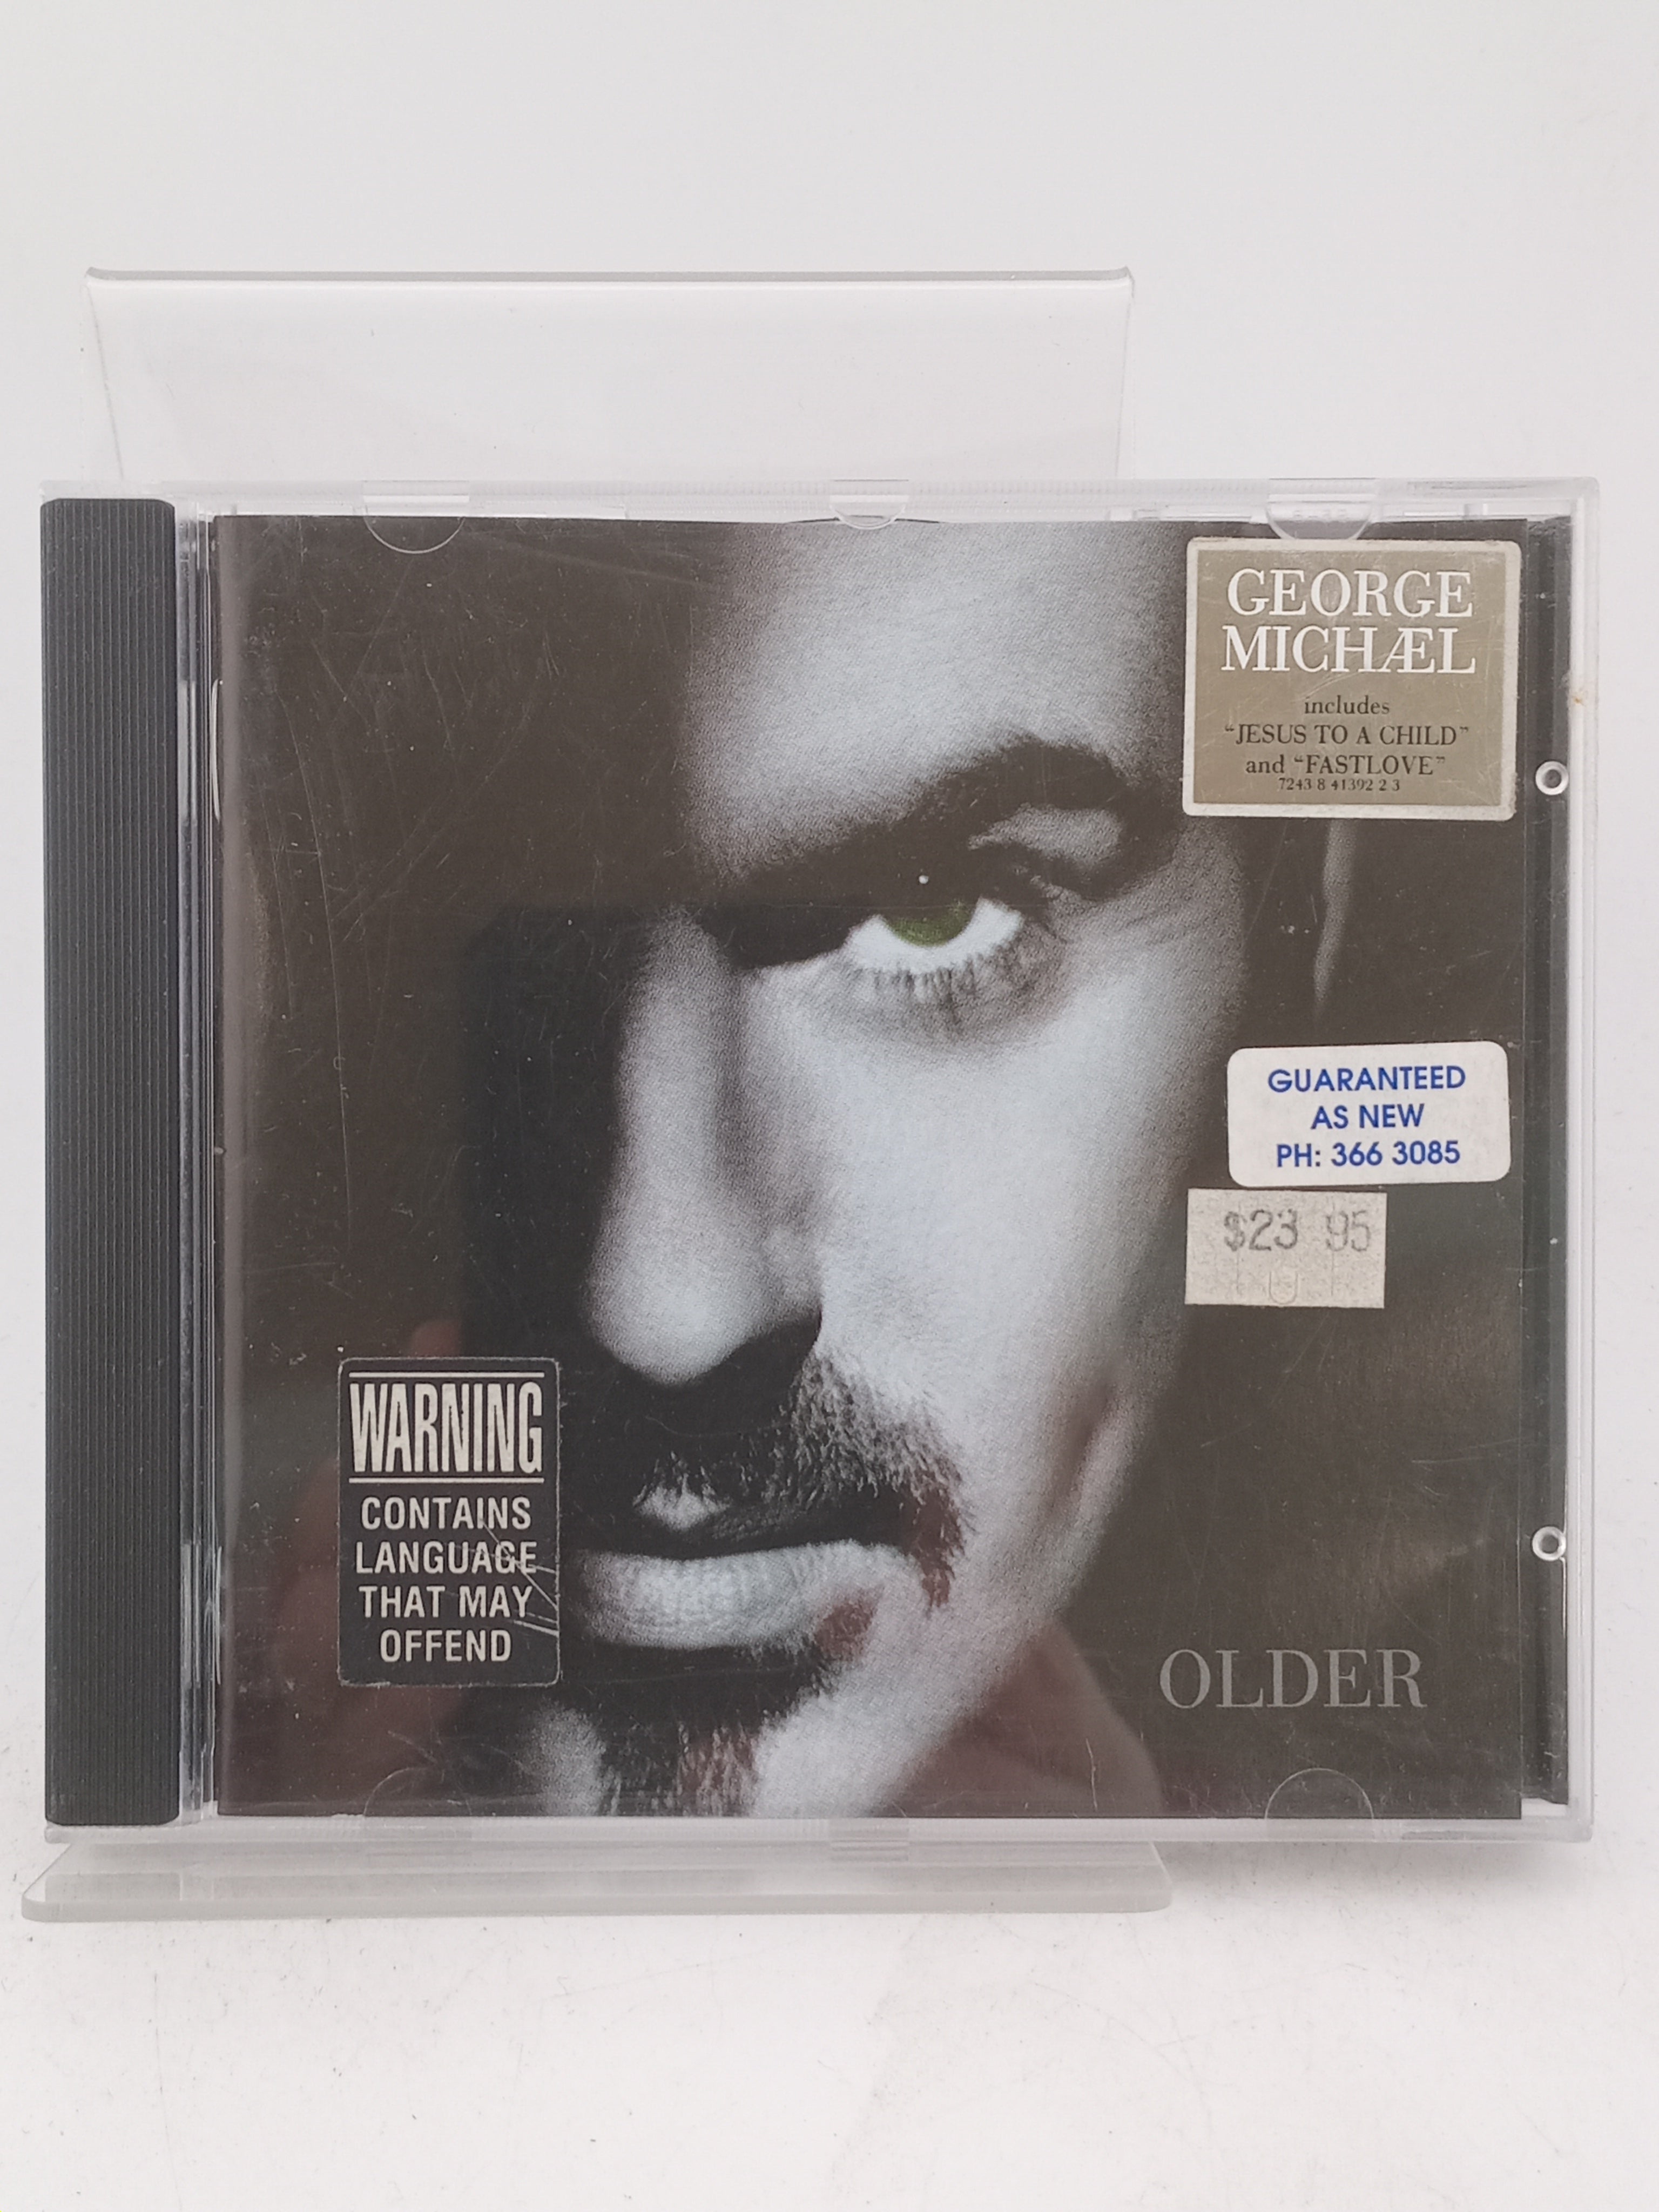 GEORGE
MICHÆL
includes
“JESUS TO A CHILD”
and “FASTLOVE”
7243 8 41392 2 3
GUARANTEED
AS NEW
PH: 366 3085
$23 95
WARNING
CONTAINS
LANGUAGE
THAT MAY
OFFEND
OLDER